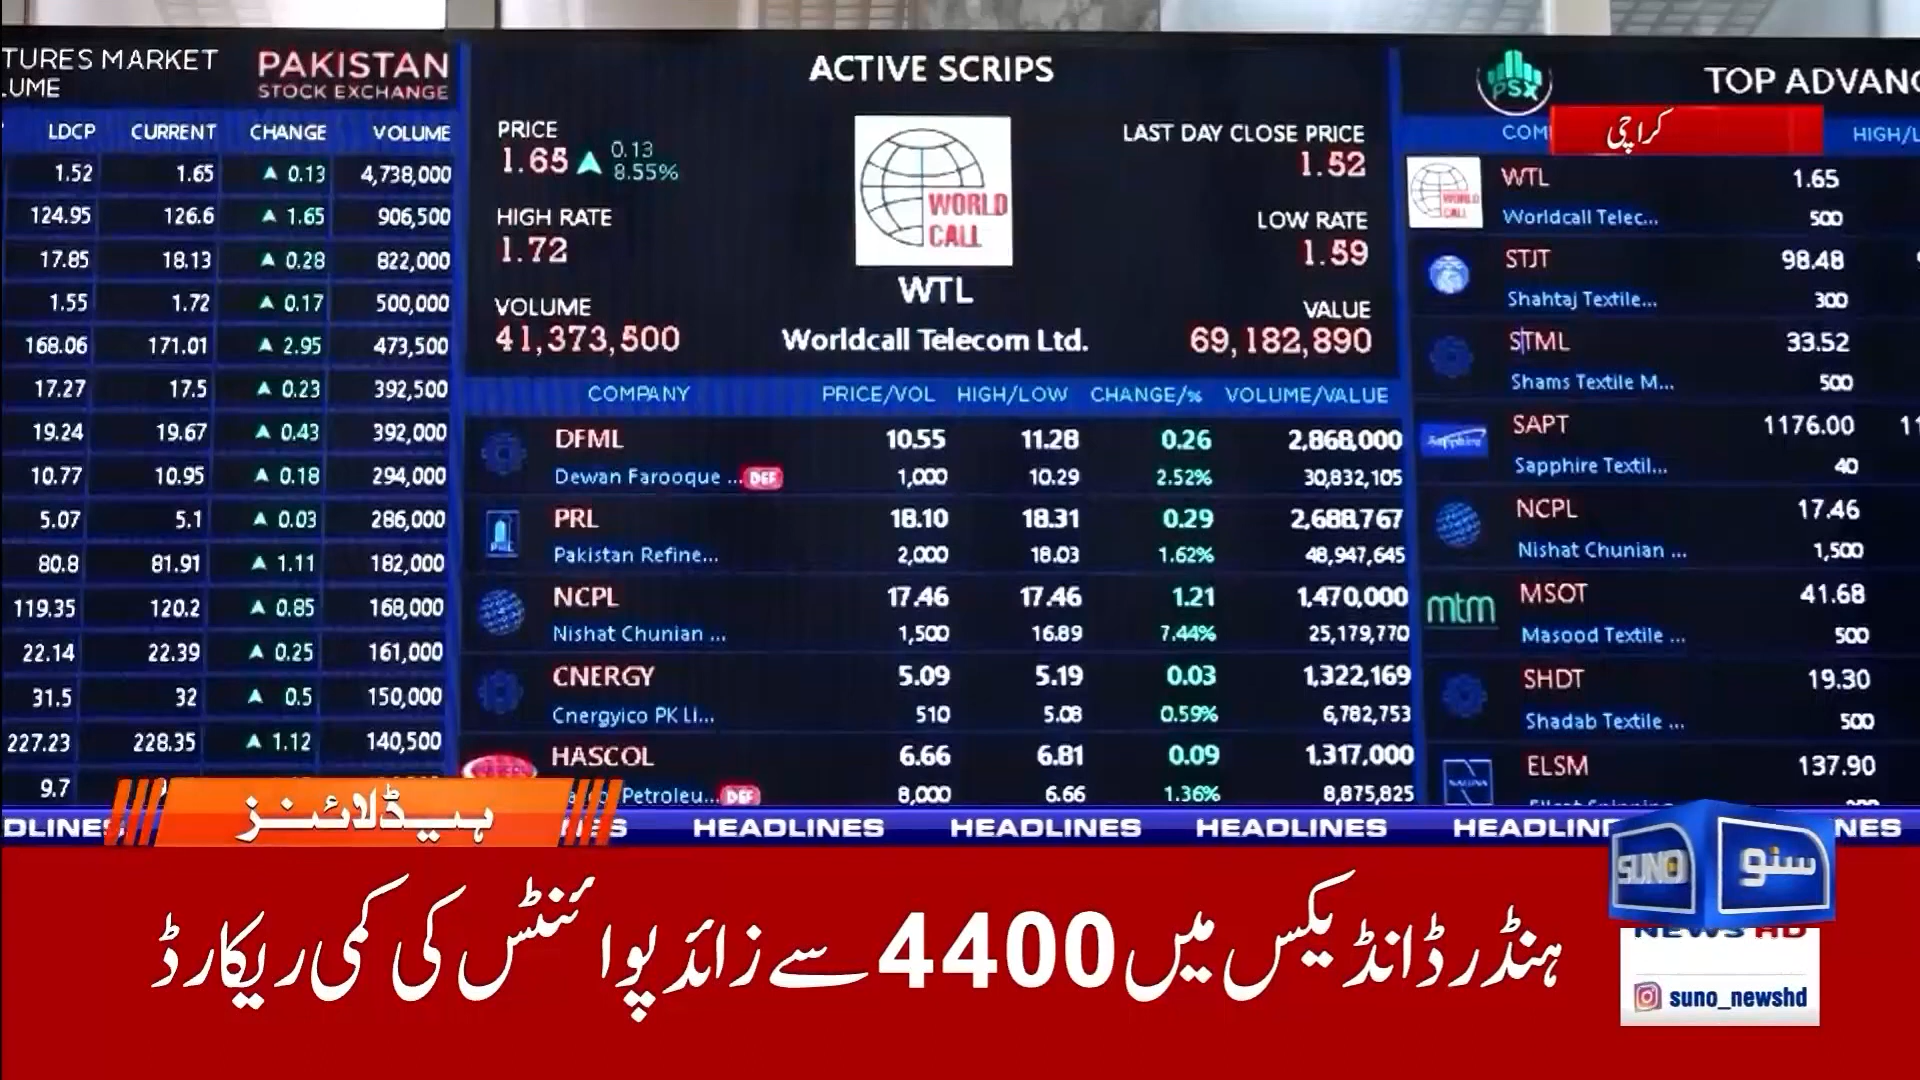 TURES MARKET
LUME
PAKISTAN
STOCK EXCHANGE
LDCP CURRENT CHANGE VOLUME
1.52 1.65 ▲ 0.13 4,738,000
124.95 126.6 ▲ 1.65 906,500
17.85 18.13 ▲ 0.28 822,000
1.55 1.72 ▲ 0.17 500,000
168.06 171.01 ▲ 2.95 473,500
17.27 17.5 ▲ 0.23 392,500
19.24 19.67 ▲ 0.43 392,000
10.77 10.95 ▲ 0.18 294,000
5.07 5.1 ▲ 0.03 286,000
80.8 81.91 ▲ 1.11 182,000
119.35 120.2 ▲ 0.85 168,000
22.14 22.39 ▲ 0.25 161,000
31.5 32 ▲ 0.5 150,000
227.23 228.35 ▲ 1.12 140,500
9.7
ACTIVE SCRIPS
PRICE
1.65 ▲ 0.13
8.55%
HIGH RATE
1.72
VOLUME
41,373,500
WORLD
CALL
WTL
Worldcall Telecom Ltd.
LAST DAY CLOSE PRICE
1.52
LOW RATE
1.59
VALUE
69,182,890
COMPANY PRICE/VOL HIGH/LOW CHANGE/% VOLUME/VALUE
DFML 10.55 11.28 0.26 2,868,000
Dewan Farooque ... DEF 1,000 10.29 2.52% 30,832,105
PRL 18.10 18.31 0.29 2,688,767
Pakistan Refine... 2,000 18.03 1.62% 48,947,645
NCPL 17.46 17.46 1.21 1,470,000
Nishat Chunian ... 1,500 16.89 7.44% 25,179,770
CNERGY 5.09 5.19 0.03 1,322,169
Cnergyico PK Li... 510 5.08 0.59% 6,782,753
HASCOL 6.66 6.81 0.09 1,317,000
Petroleu... DEF 8,000 6.66 1.36% 8,875,825
PSX
TOP ADVANC
COM HIGH/L
کراچی
WORLD
CALL
WTL 1.65
Worldcall Telec... 500
STJT 98.48
Shahtaj Textile... 300
STML 33.52
Shams Textile M... 500
Sapphire
SAPT 1176.00 11
Sapphire Textil... 40
NCPL 17.46
Nishat Chunian ... 1,500
mtm
MSOT 41.68
Masood Textile ... 500
SHDT 19.30
Shadab Textile ... 500
ELSM 137.90
DLINES HEADLINES HEADLINES HEADLINES HEADLIN NES
ہیڈلائنز
ہنڈرڈ انڈیکس میں 4400 سے زائد پوائنٹس کی کمی ریکارڈ
SUNO سنو
NEWS HD
suno_newshd